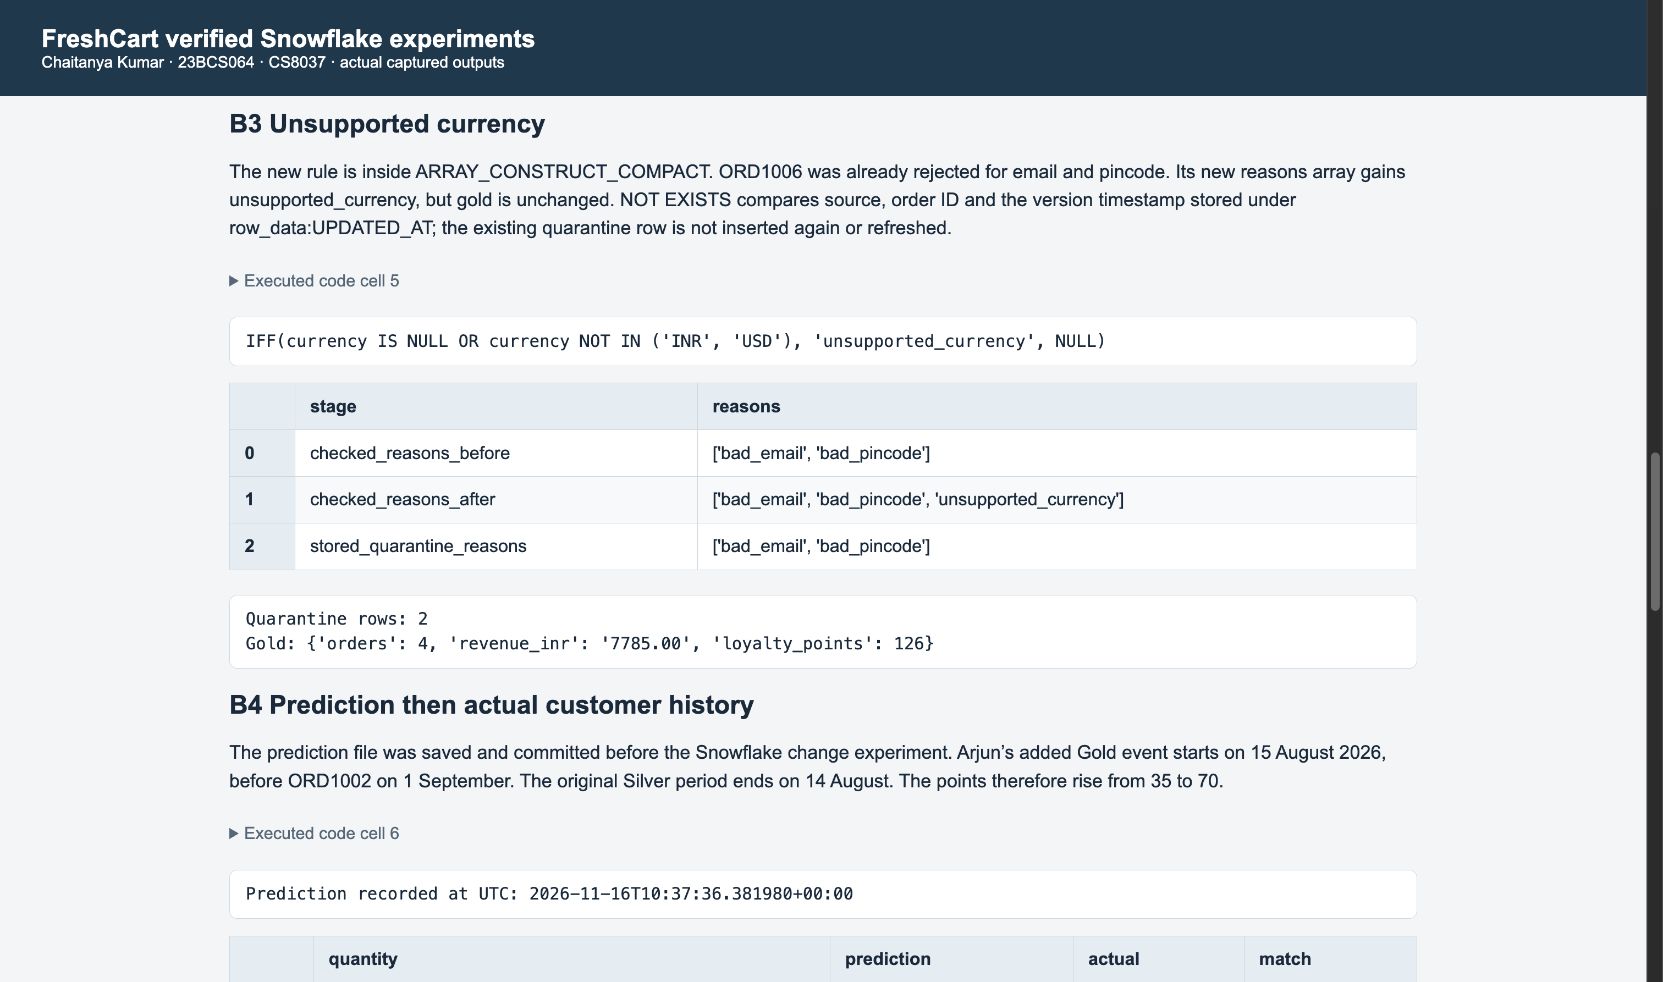 FreshCart verified Snowflake experiments
Chaitanya Kumar · 23BCS064 · CS8037 · actual captured outputs
B3 Unsupported currency
The new rule is inside ARRAY_CONSTRUCT_COMPACT. ORD1006 was already rejected for email and pincode. Its new reasons array gains
unsupported_currency, but gold is unchanged. NOT EXISTS compares source, order ID and the version timestamp stored under
row_data:UPDATED_AT; the existing quarantine row is not inserted again or refreshed.
▶ Executed code cell 5
IFF(currency IS NULL OR currency NOT IN ('INR', 'USD'), 'unsupported_currency', NULL)
stage reasons
0 checked_reasons_before ['bad_email', 'bad_pincode']
1 checked_reasons_after ['bad_email', 'bad_pincode', 'unsupported_currency']
2 stored_quarantine_reasons ['bad_email', 'bad_pincode']
Quarantine rows: 2
Gold: {'orders': 4, 'revenue_inr': '7785.00', 'loyalty_points': 126}
B4 Prediction then actual customer history
The prediction file was saved and committed before the Snowflake change experiment. Arjun’s added Gold event starts on 15 August 2026,
before ORD1002 on 1 September. The original Silver period ends on 14 August. The points therefore rise from 35 to 70.
▶ Executed code cell 6
Prediction recorded at UTC: 2026-11-16T10:37:36.381980+00:00
quantity prediction actual match